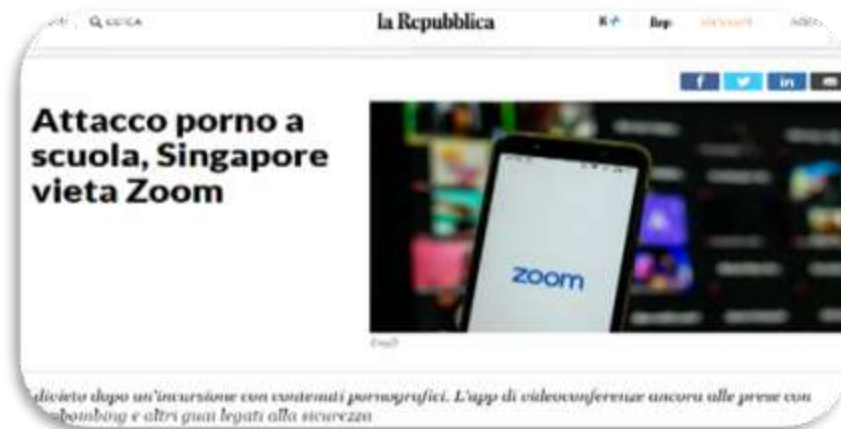 la Repubblica
Rep
Attacco porno a
scuola, Singapore
vieta Zoom
zoom
divieto dopo un'incursione con contenuti pornografici. L'app di videoconferenze ancora alle prese con
e altri guai legati alla sicurezza